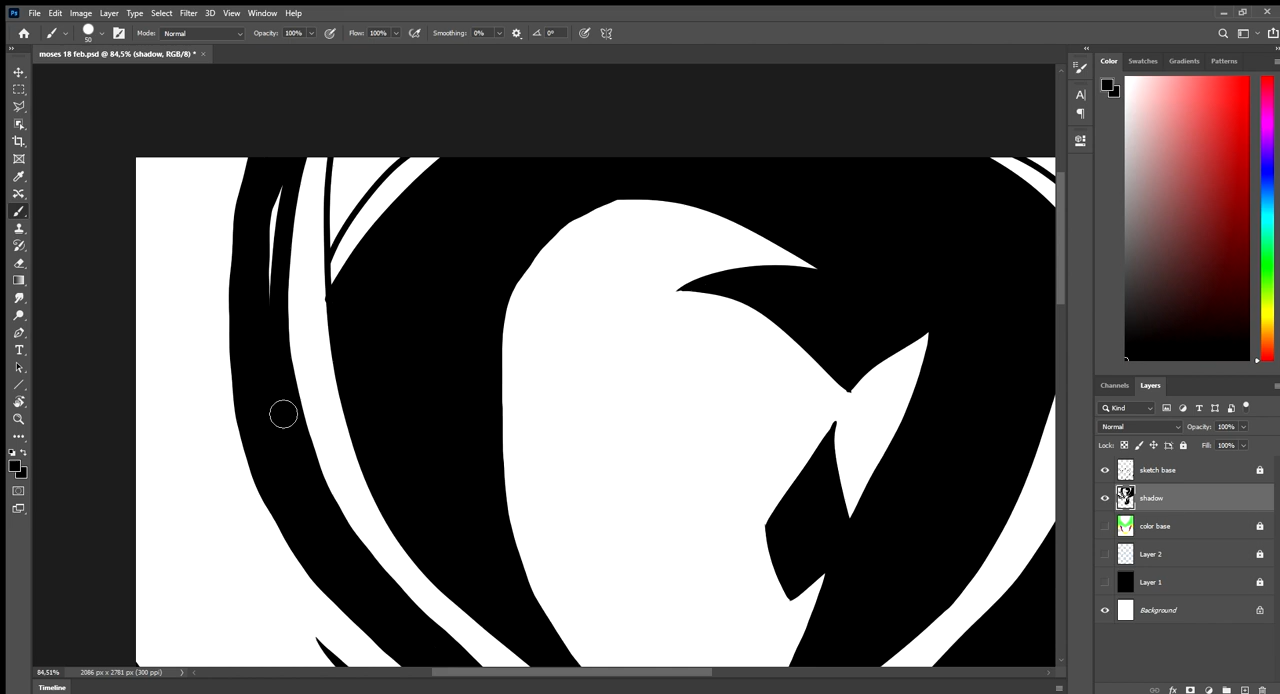 Ps File Edit Image Layer Type Select Filter 3D View Window Help
50 Mode: Normal Opacity: 100% Flow: 100% Smoothing: 0% 0°
moses 18 feb.psd @ 84,5% (shadow, RGB/8) * ×
Color Swatches Gradients Patterns
Channels Layers
Kind
Normal Opacity: 100%
Lock: Fill: 100%
sketch base
shadow
color base
Layer 2
Layer 1
Background
84,51% 2086 px x 2781 px (300 ppi)
Timeline